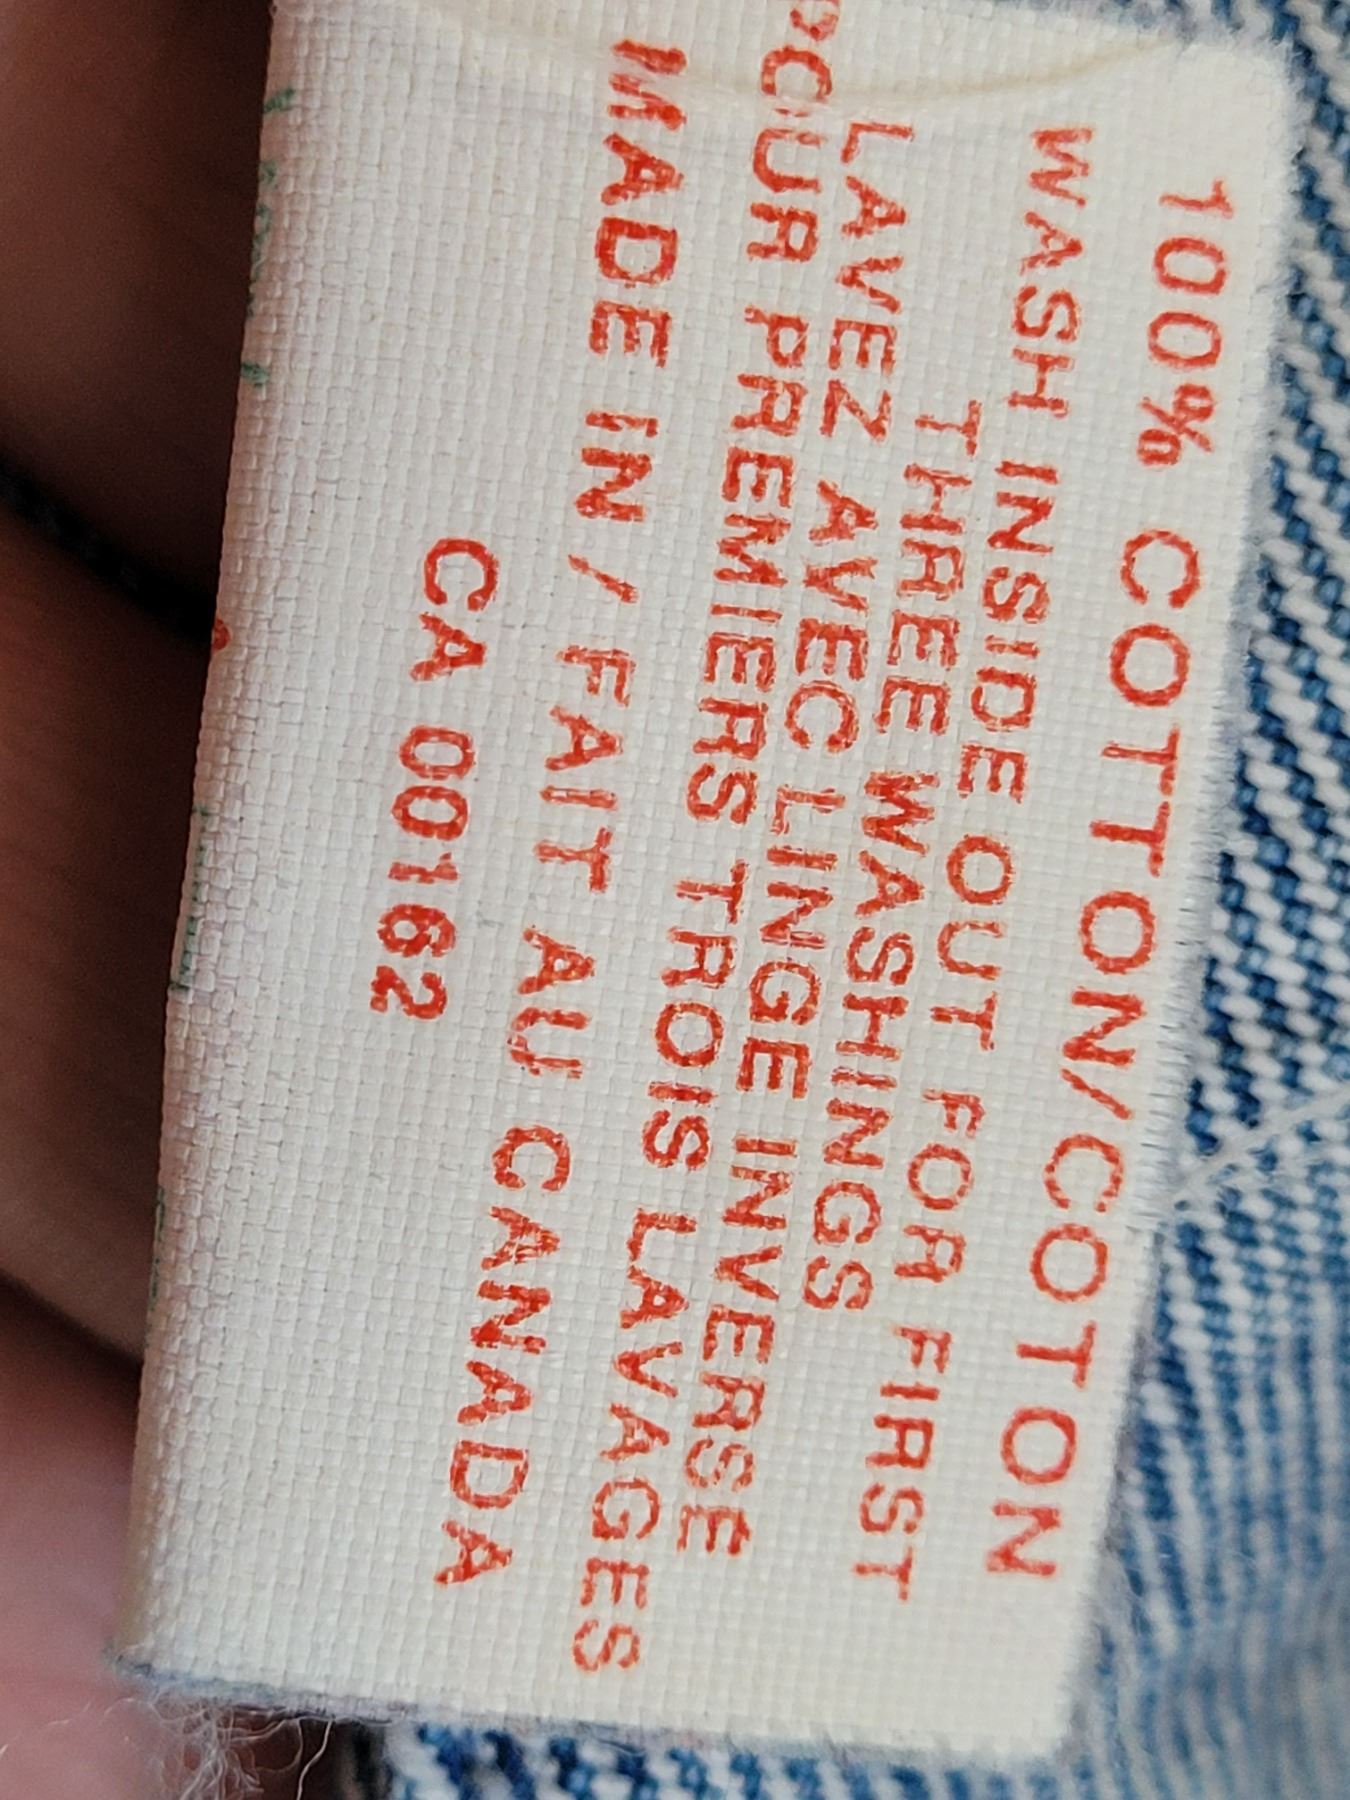 100% COTTON/COTON
WASH INSIDE OUT FOR FIRST
THREE WASHINGS
LAVEZ AVEC LINGE INVERSE
POUR PREMIERS TROIS LAVAGES
MADE IN / FAIT AU CANADA
CA 00162